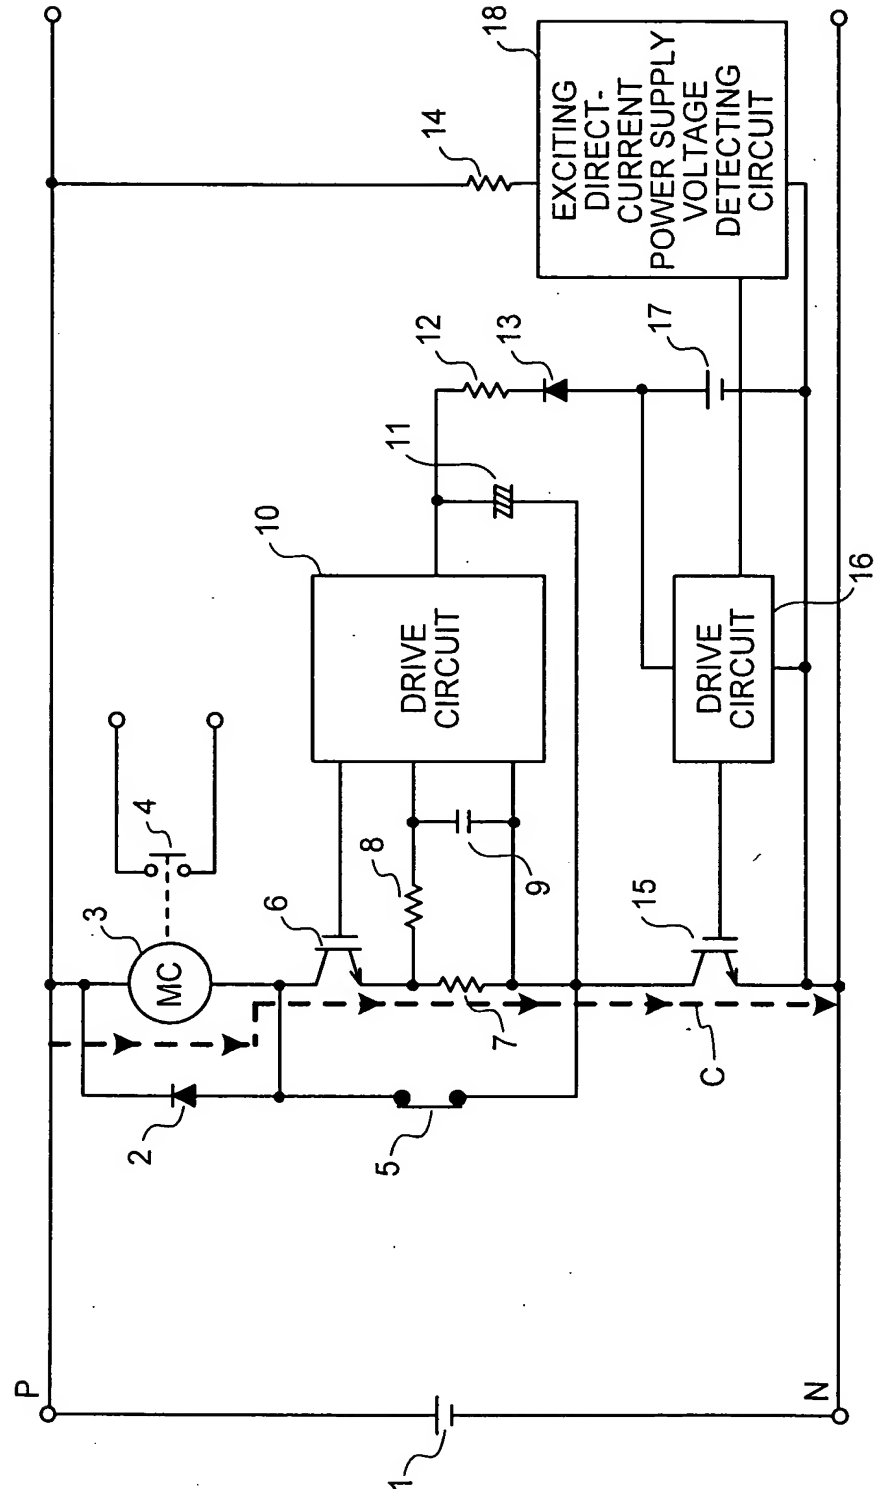 P
N
1
2
MC
3
4
5
6
7
8
9
DRIVE
CIRCUIT
10
11
12
13
14
15
C
DRIVE
CIRCUIT
16
17
EXCITING
DIRECT-
CURRENT
POWER SUPPLY
VOLTAGE
DETECTING
CIRCUIT
18